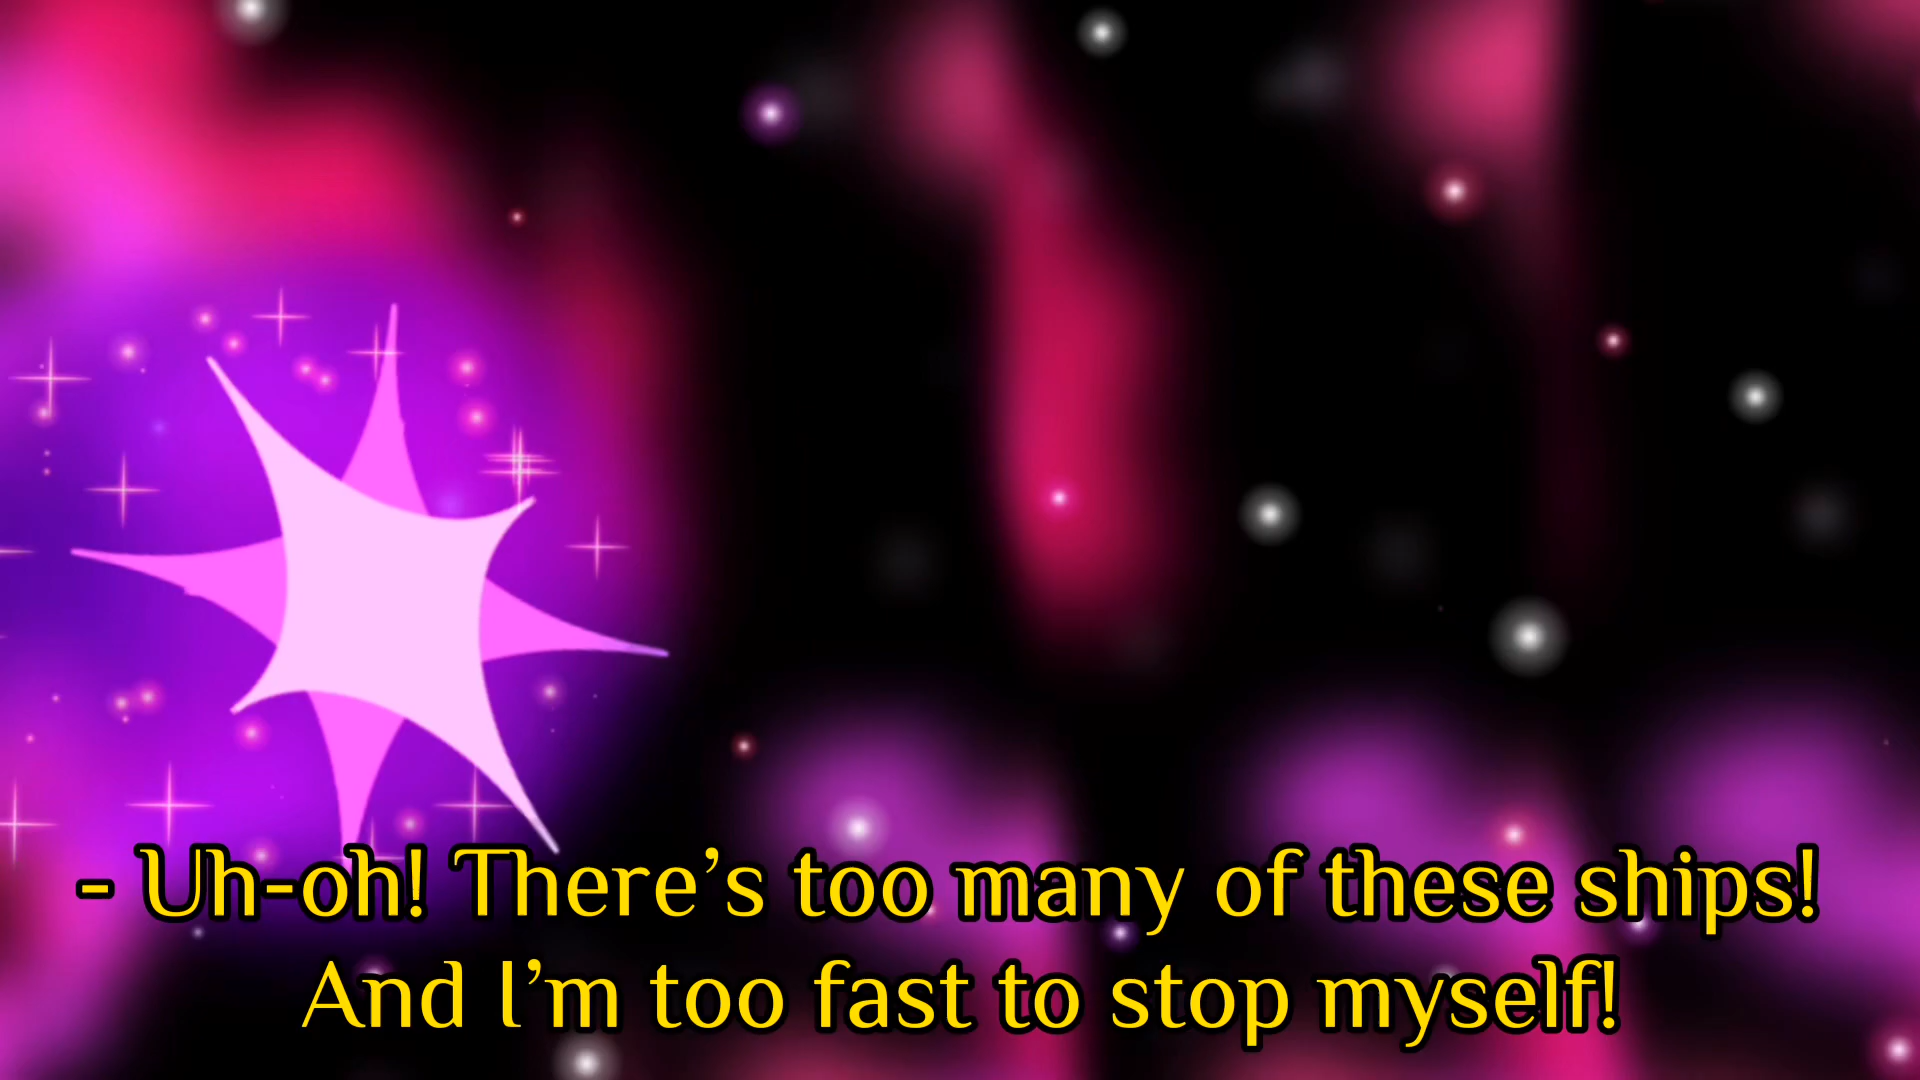 - Uh-oh! There’s too many of these ships!
And I’m too fast to stop myself!